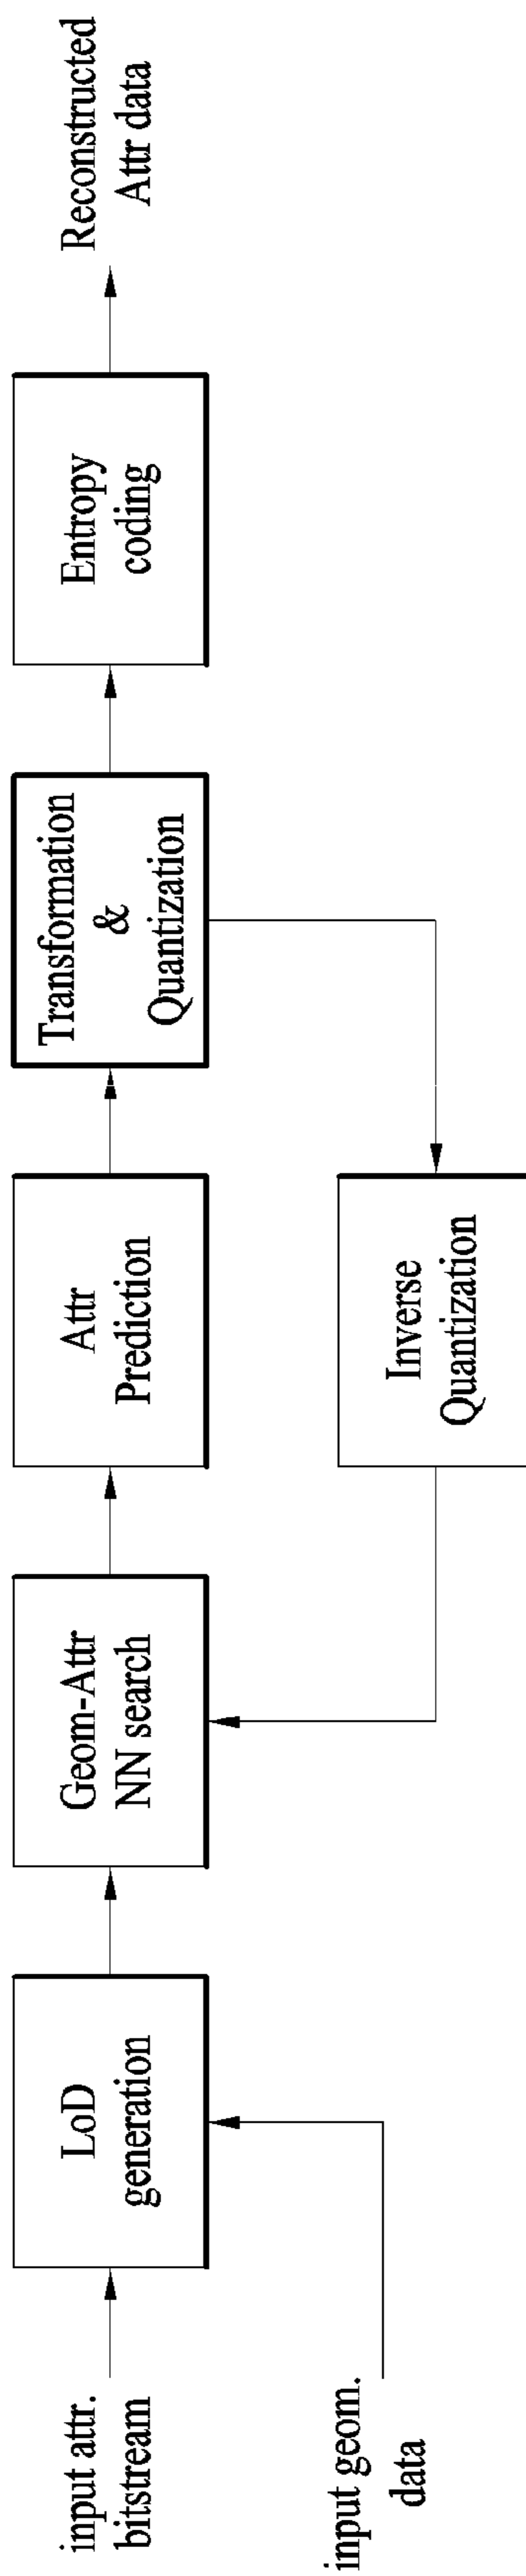 input attr.
bitstream
LoD
generation
Geom-Attr
NN search
Attr
Prediction
Transformation
&
Quantization
Entropy
coding
Reconstructed
Attr data
input geom.
data
Inverse
Quantization